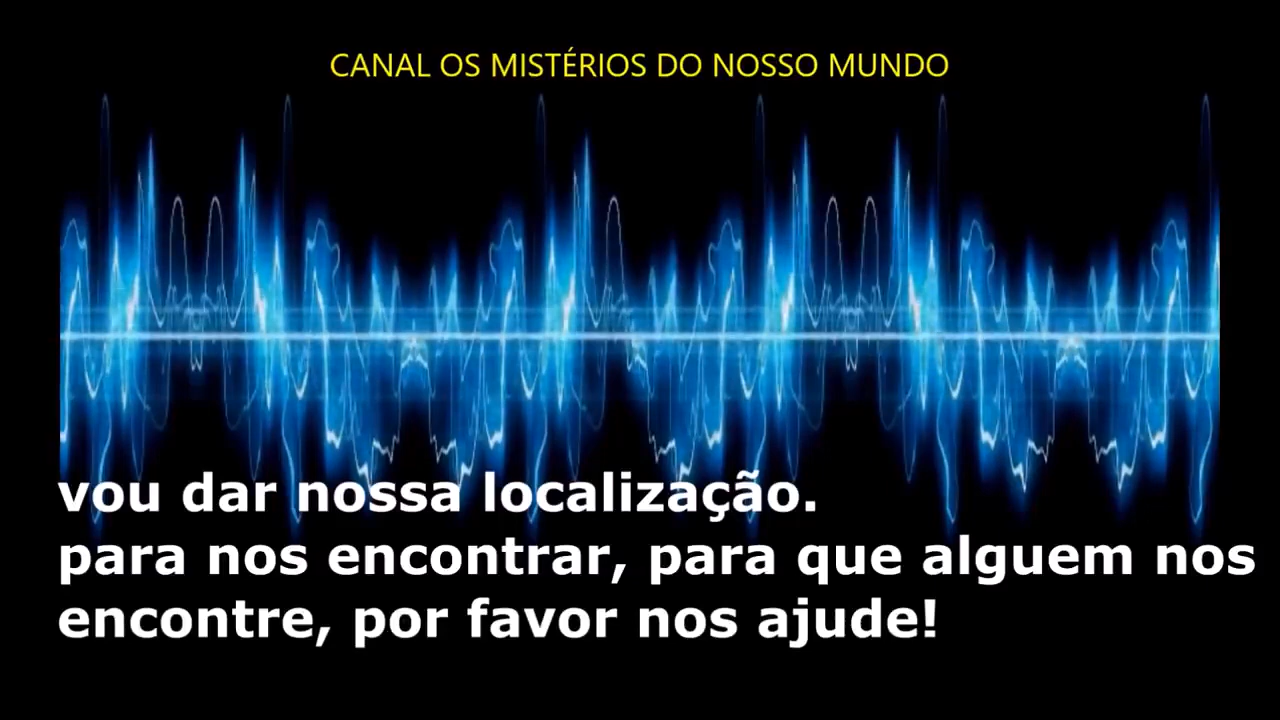 CANAL OS MISTÉRIOS DO NOSSO MUNDO
vou dar nossa localização.
para nos encontrar, para que alguem nos
encontre, por favor nos ajude!